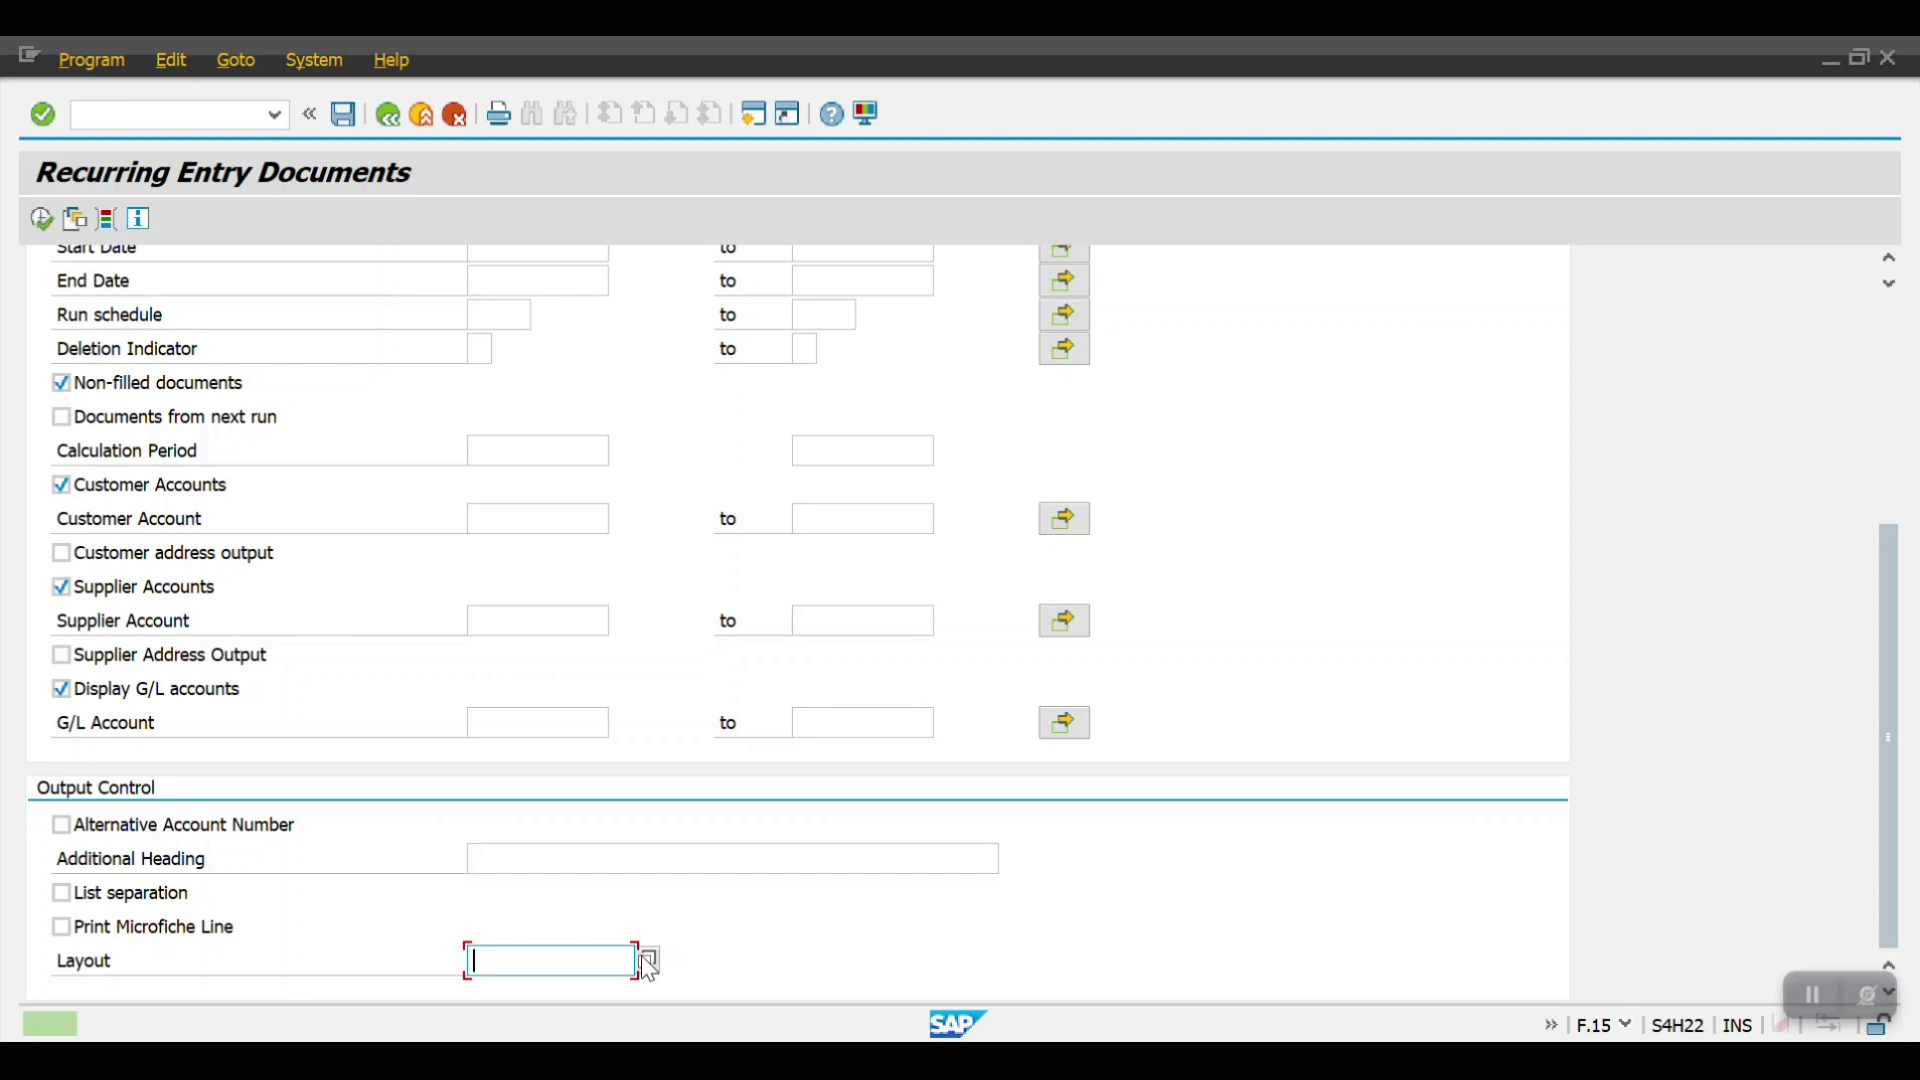 Program Edit Goto System Help
Recurring Entry Documents
Start Date to
End Date to
Run schedule to
Deletion Indicator to
Non-filled documents
Documents from next run
Calculation Period
Customer Accounts
Customer Account to
Customer address output
Supplier Accounts
Supplier Account to
Supplier Address Output
Display G/L accounts
G/L Account to
Output Control
Alternative Account Number
Additional Heading
List separation
Print Microfiche Line
Layout
SAP F.15 S4H22 INS